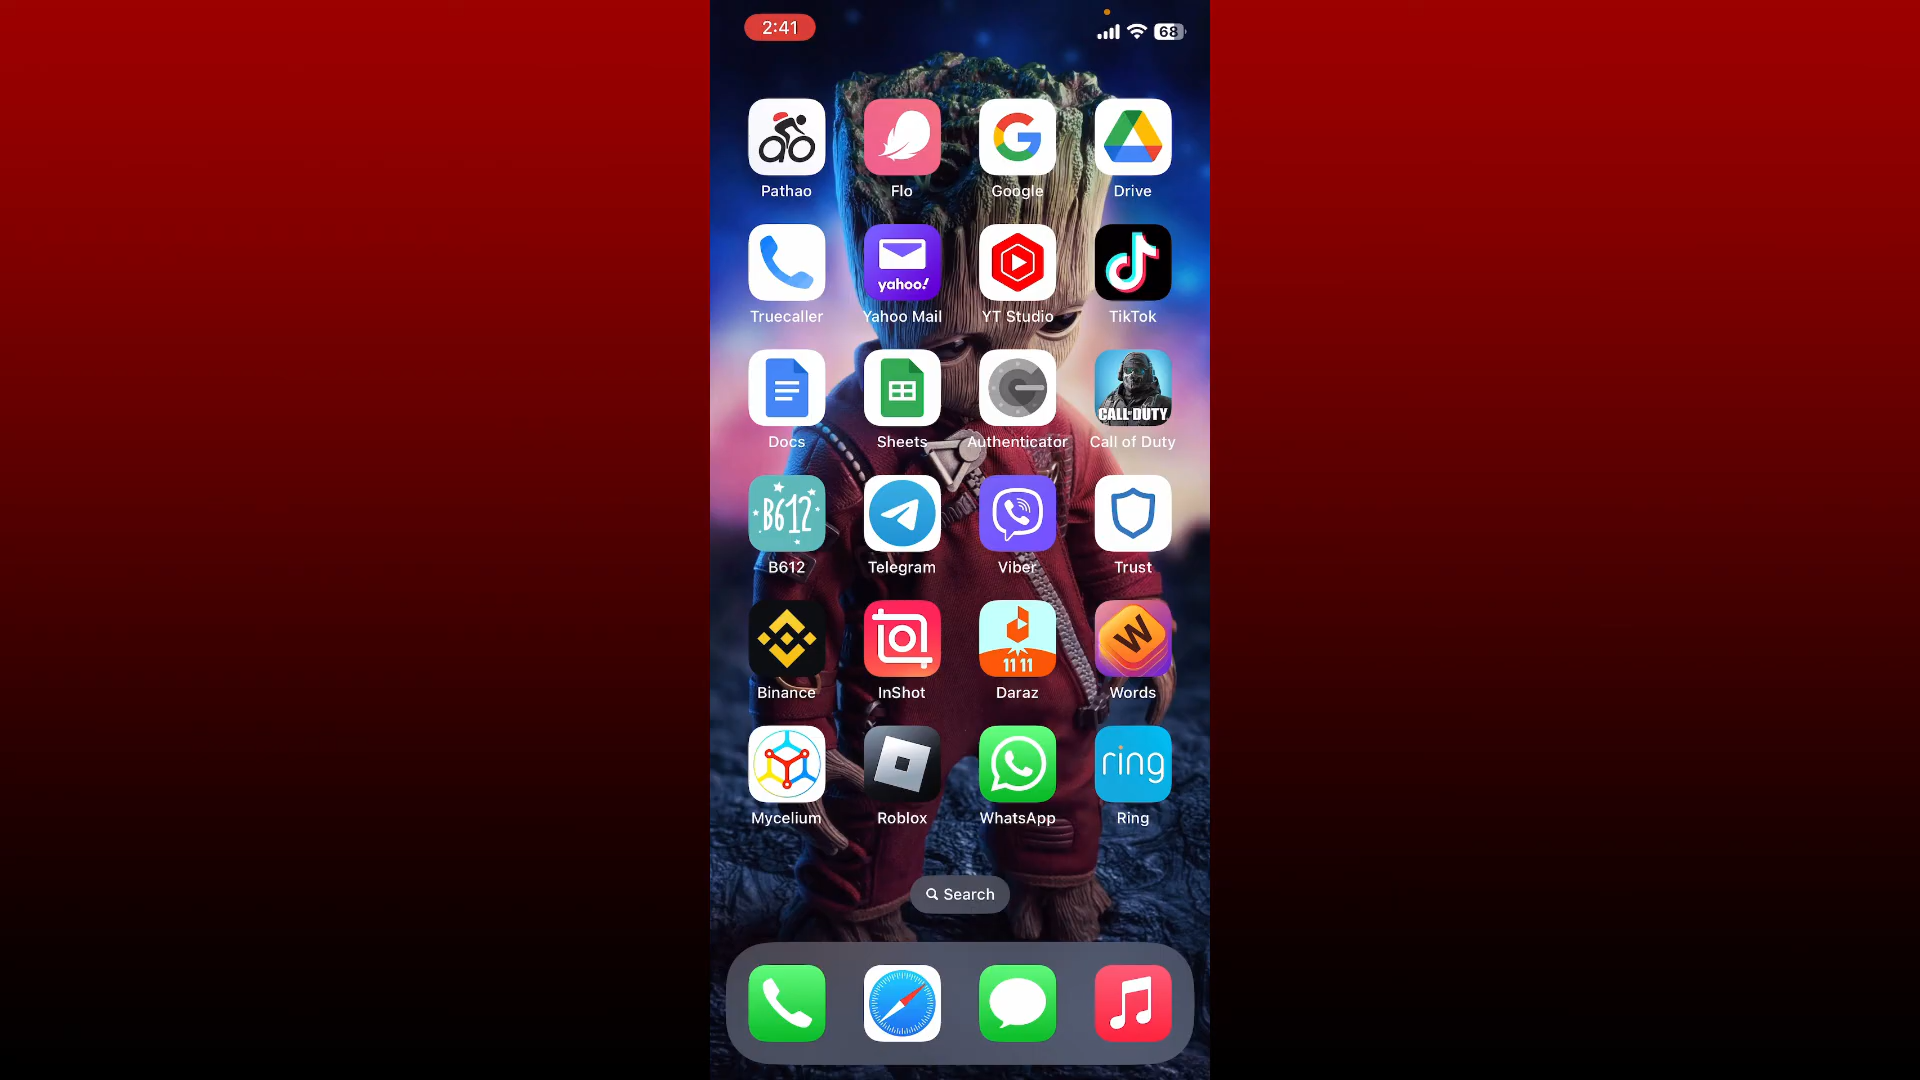 2:41
68
Pathao Flo Google Drive
yahoo!
Truecaller Yahoo Mail YT Studio TikTok
CALL OF DUTY
Docs Sheets Authenticator Call of Duty
B612
B612 Telegram Viber Trust
11 11
W
Binance InShot Daraz Words
ring
Mycelium Roblox WhatsApp Ring
Search